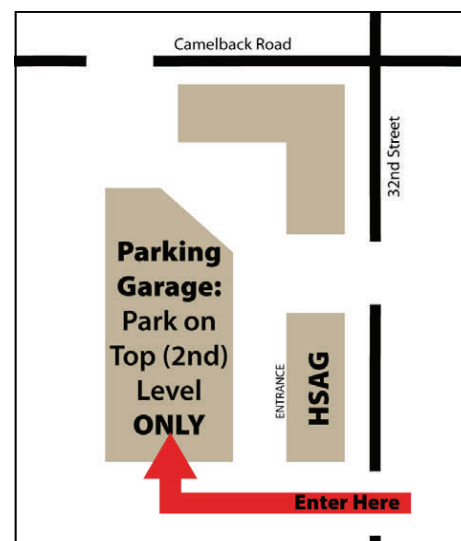 Camelback Road
32nd Street
Parking
Garage:
Park on
Top (2nd)
Level
ONLY
ENTRANCE
HSAG
Enter Here